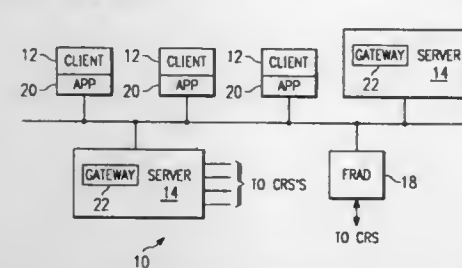 12 CLIENT 12 CLIENT 12 CLIENT GATEWAY SERVER
20 APP 20 APP 20 APP 22 14
GATEWAY SERVER TO CRS'S FRAD 18
22 14
TO CRS
10